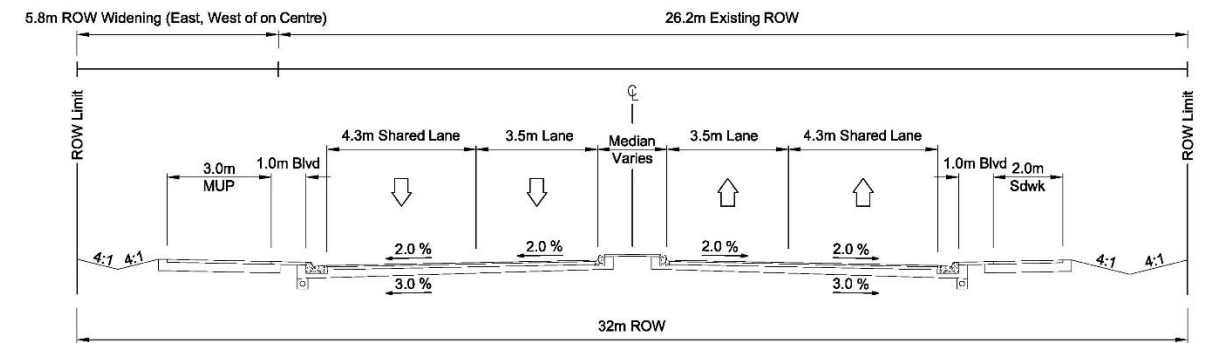 5.8m ROW Widening (East, West of on Centre)
26.2m Existing ROW
ROW Limit
ROW Limit
℄
4.3m Shared Lane
3.5m Lane
Median
Varies
3.5m Lane
4.3m Shared Lane
3.0m
MUP
1.0m Blvd
1.0m Blvd
2.0m
Sdwk
2.0 %
2.0 %
2.0 %
2.0 %
4:1
4:1
4:1
4:1
3.0 %
3.0 %
32m ROW